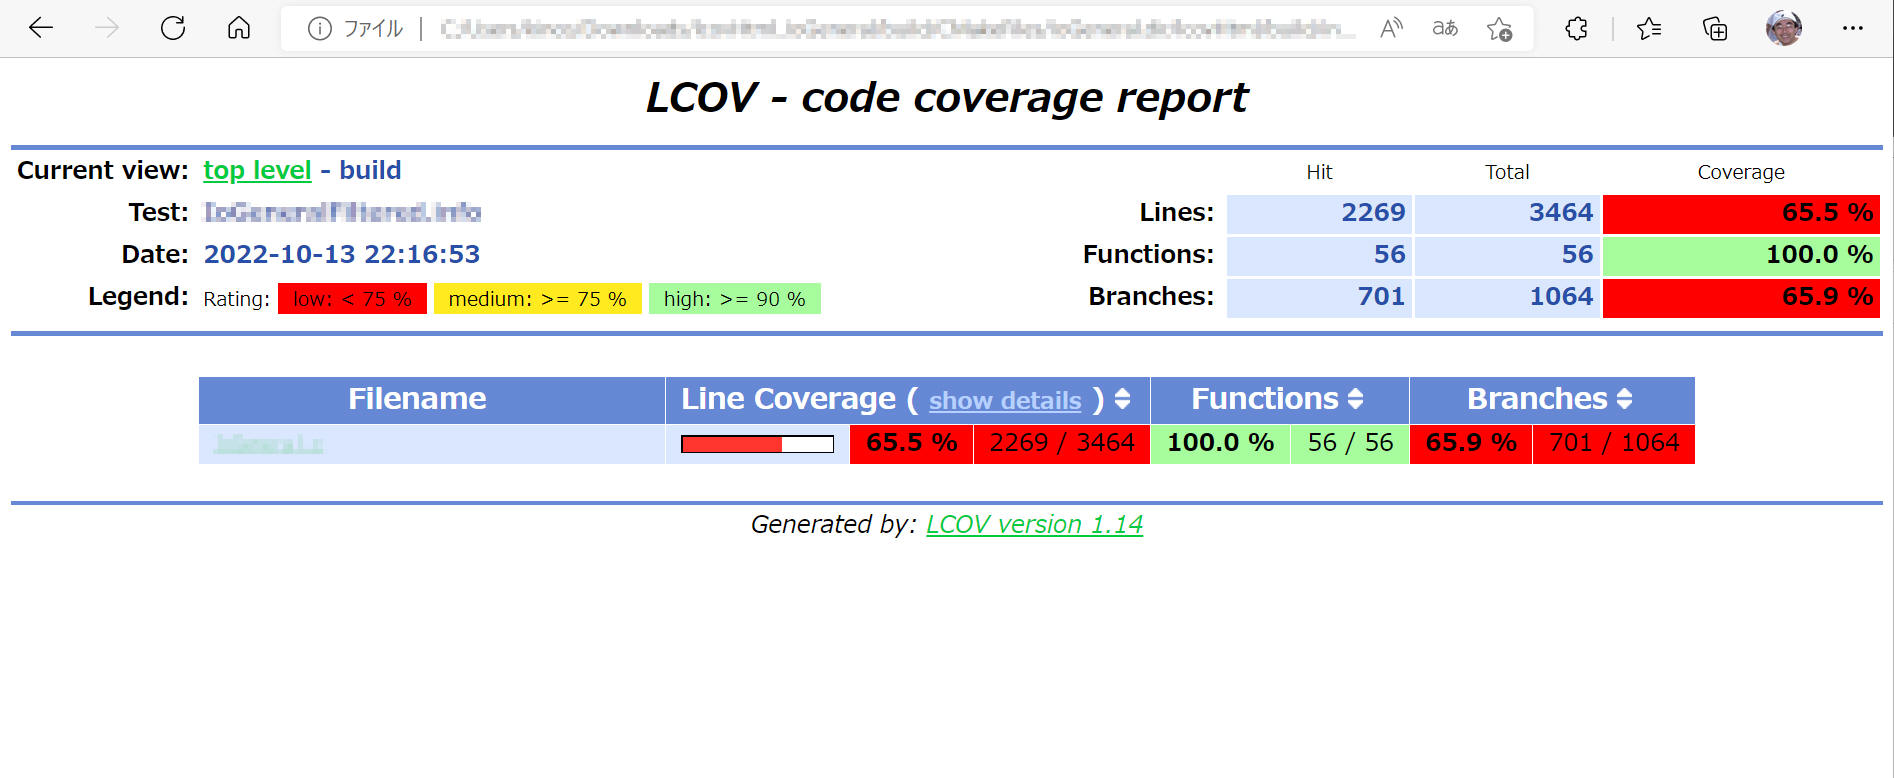 ファイル
aあ
LCOV - code coverage report
Current view: top level - build
Hit Total Coverage
Test:
Lines: 2269 3464 65.5 %
Date: 2022-10-13 22:16:53
Functions: 56 56 100.0 %
Legend: Rating: low: < 75 % medium: >= 75 % high: >= 90 %
Branches: 701 1064 65.9 %
Filename Line Coverage ( show details ) Functions Branches
65.5 % 2269 / 3464 100.0 % 56 / 56 65.9 % 701 / 1064
Generated by: LCOV version 1.14